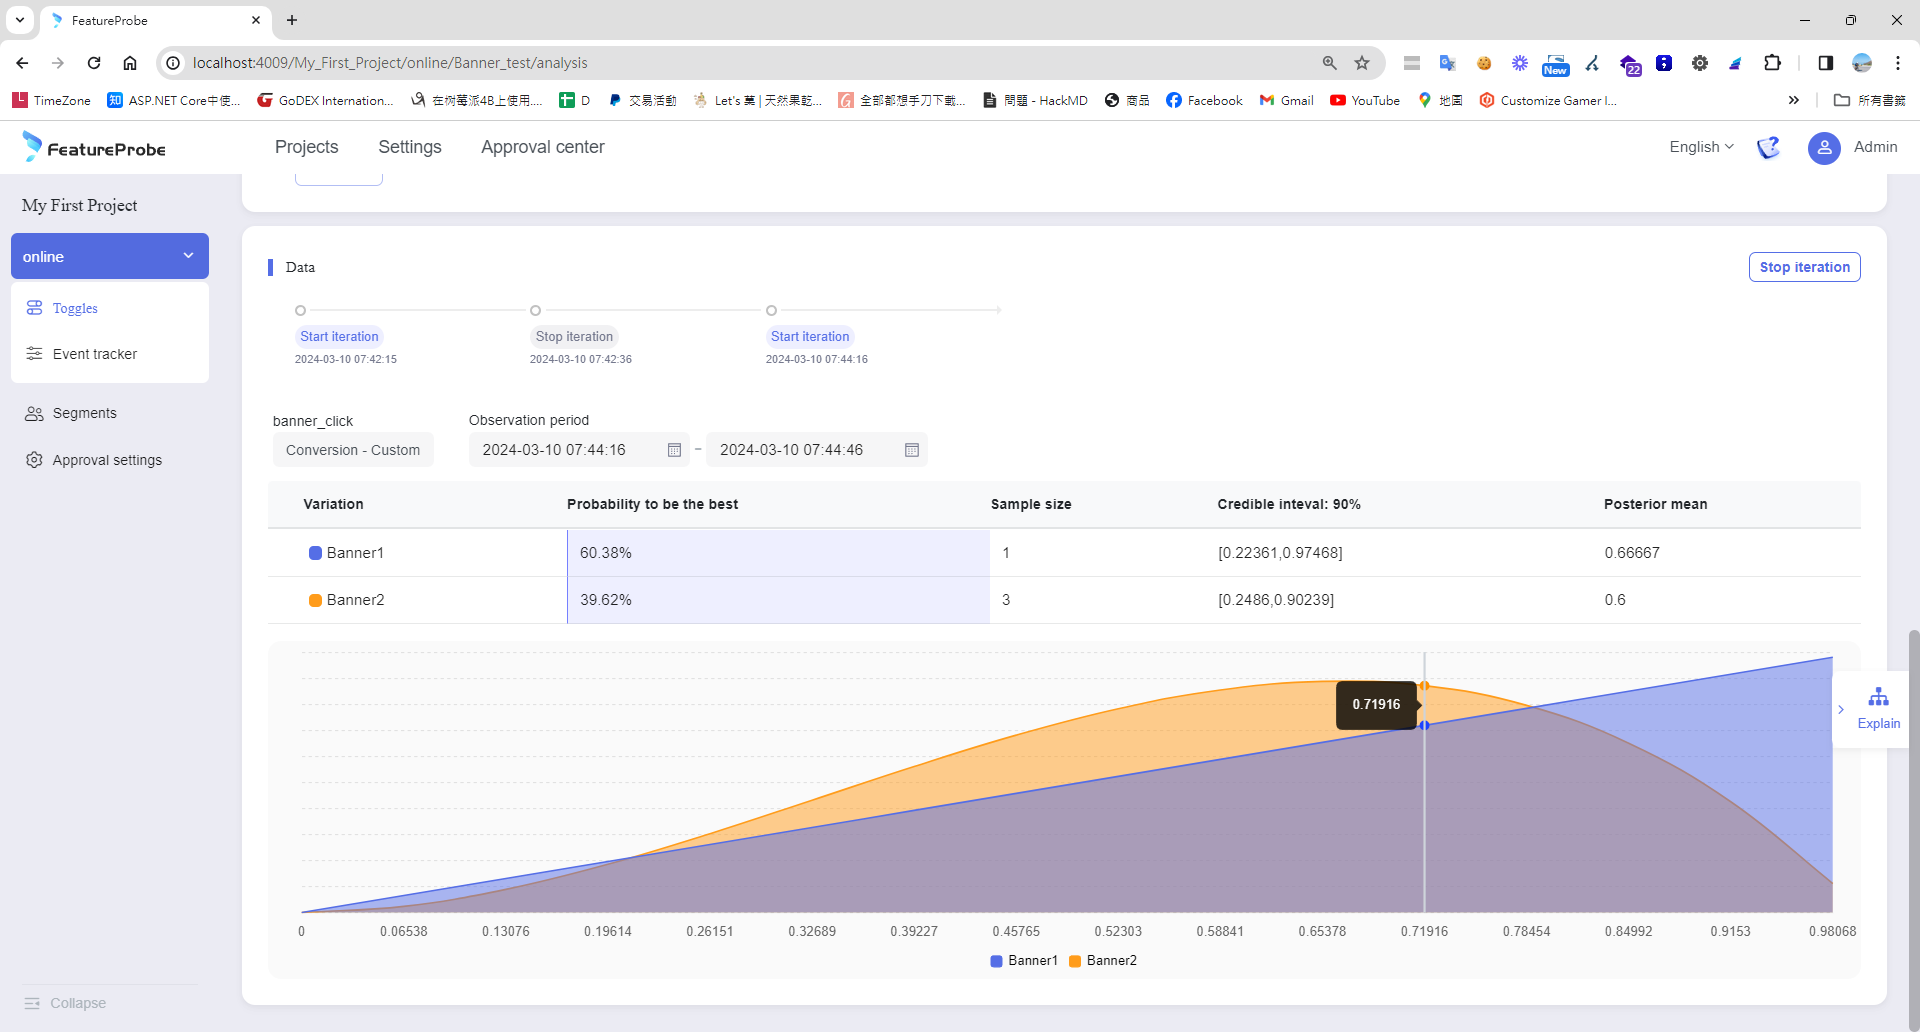 FeatureProbe
localhost:4009/My_First_Project/online/Banner_test/analysis
New
22
TimeZone
知 ASP.NET Core中使...
GoDEX Internation...
在树莓派4B上使用....
D
交易活動
Let's 菓 | 天然果乾...
全部都想手刀下載...
問題 - HackMD
商品
Facebook
Gmail
YouTube
地圖
Customize Gamer I...
所有書籤
FeatureProbe
Projects
Settings
Approval center
English
Admin
My First Project
online
Toggles
Event tracker
Segments
Approval settings
Collapse
Data
Stop iteration
Start iteration
2024-03-10 07:42:15
Stop iteration
2024-03-10 07:42:36
Start iteration
2024-03-10 07:44:16
banner_click
Observation period
Conversion - Custom
2024-03-10 07:44:16 - 2024-03-10 07:44:46
Variation Probability to be the best Sample size Credible inteval: 90% Posterior mean
Banner1 60.38% 1 [0.22361,0.97468] 0.66667
Banner2 39.62% 3 [0.2486,0.90239] 0.6
0.71916
Explain
0 0.06538 0.13076 0.19614 0.26151 0.32689 0.39227 0.45765 0.52303 0.58841 0.65378 0.71916 0.78454 0.84992 0.9153 0.98068
Banner1 Banner2